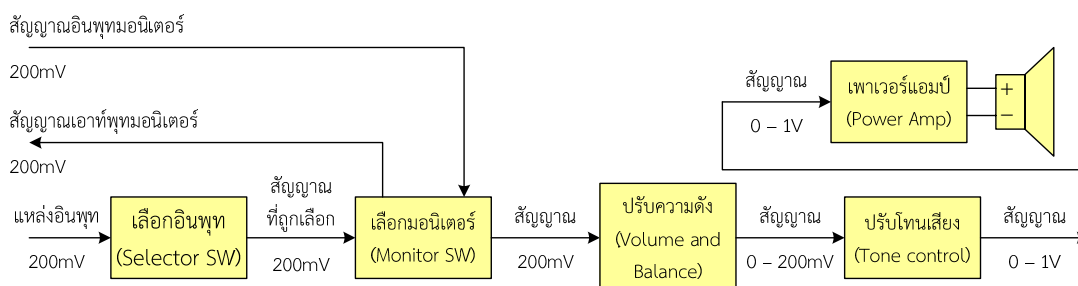 สัญญาณอินพุทมอนิเตอร์
200mV
สัญญาณเอาท์พุทมอนิเตอร์
200mV
สัญญาณ
0 – 1V
เพาเวอร์แอมป์
(Power Amp)
+
−
แหล่งอินพุท
200mV
เลือกอินพุท
(Selector SW)
สัญญาณ
ที่ถูกเลือก
200mV
เลือกมอนิเตอร์
(Monitor SW)
สัญญาณ
200mV
ปรับความดัง
(Volume and
Balance)
สัญญาณ
0 – 200mV
ปรับโทนเสียง
(Tone control)
สัญญาณ
0 – 1V